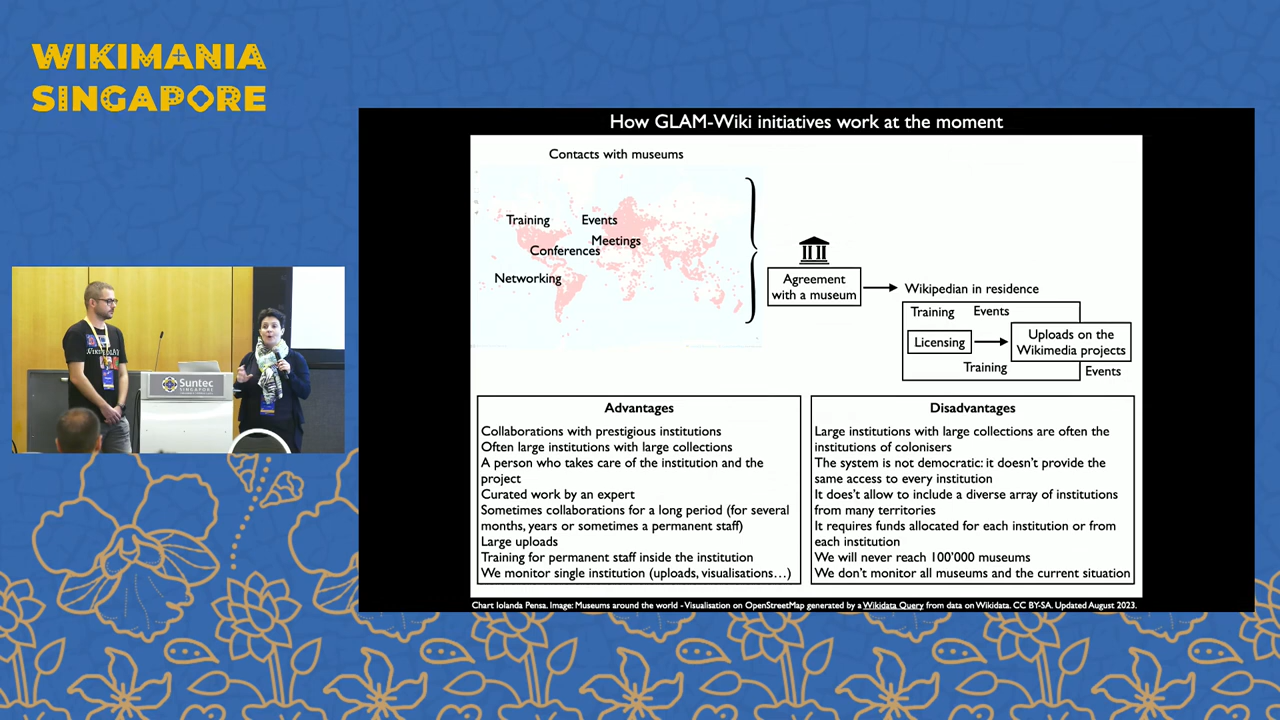 WIKIMANIA
SINGAPORE
How GLAM-Wiki initiatives work at the moment
Contacts with museums
Training
Events
Meetings
Conferences
Networking
Agreement
with a museum
Wikipedian in residence
Training
Events
Licensing
Uploads on the
Wikimedia projects
Training
Events
Advantages
Collaborations with prestigious institutions
Often large institutions with large collections
A person who takes care of the institution and the
project
Curated work by an expert
Sometimes collaborations for a long period (for several
months, years or sometimes a permanent staff)
Large uploads
Training for permanent staff inside the institution
We monitor single institution (uploads, visualisations…)
Disadvantages
Large institutions with large collections are often the
institutions of colonisers
The system is not democratic: it doesn't provide the
same access to every institution
It does't allow to include a diverse array of institutions
from many territories
It requires funds allocated for each institution or from
each institution
We will never reach 100'000 museums
We don't monitor all museums and the current situation
Chart Iolanda Pensa. Image: Museums around the world - Visualisation on OpenStreetMap generated by a Wikidata Query from data on Wikidata. CC BY-SA. Updated August 2023.
Suntec
SINGAPORE